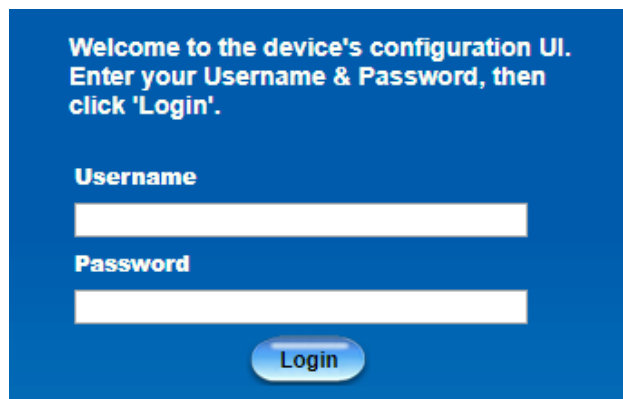 Welcome to the device's configuration UI.
Enter your Username & Password, then
click 'Login'.
Username
Password
Login